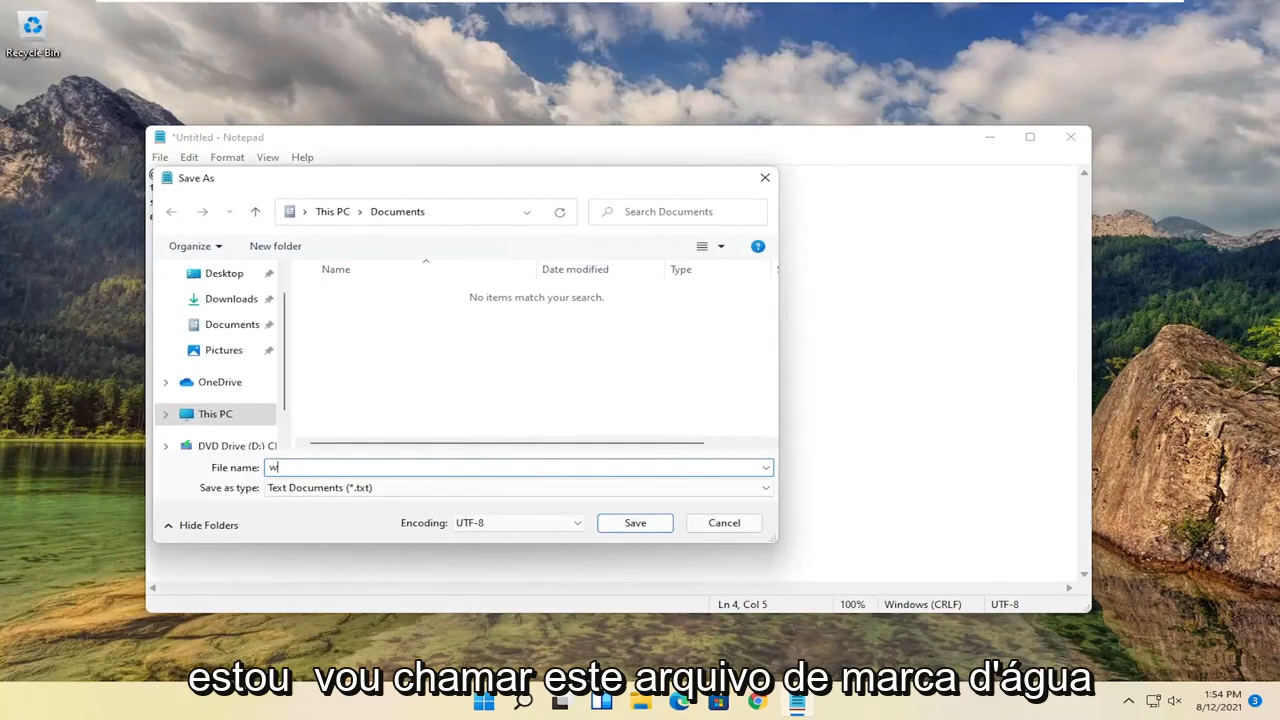 Recycle Bin
*Untitled - Notepad
File Edit Format View Help
Save As
This PC > Documents
Search Documents
Organize New folder
Name Date modified Type
No items match your search.
Desktop
Downloads
Documents
Pictures
OneDrive
This PC
DVD Drive (D:)
File name: w
Save as type: Text Documents (*.txt)
Hide Folders Encoding: UTF-8 Save Cancel
Ln 4, Col 5 100% Windows (CRLF) UTF-8
estou vou chamar este arquivo de marca d'água
1:54 PM
8/12/2021 3